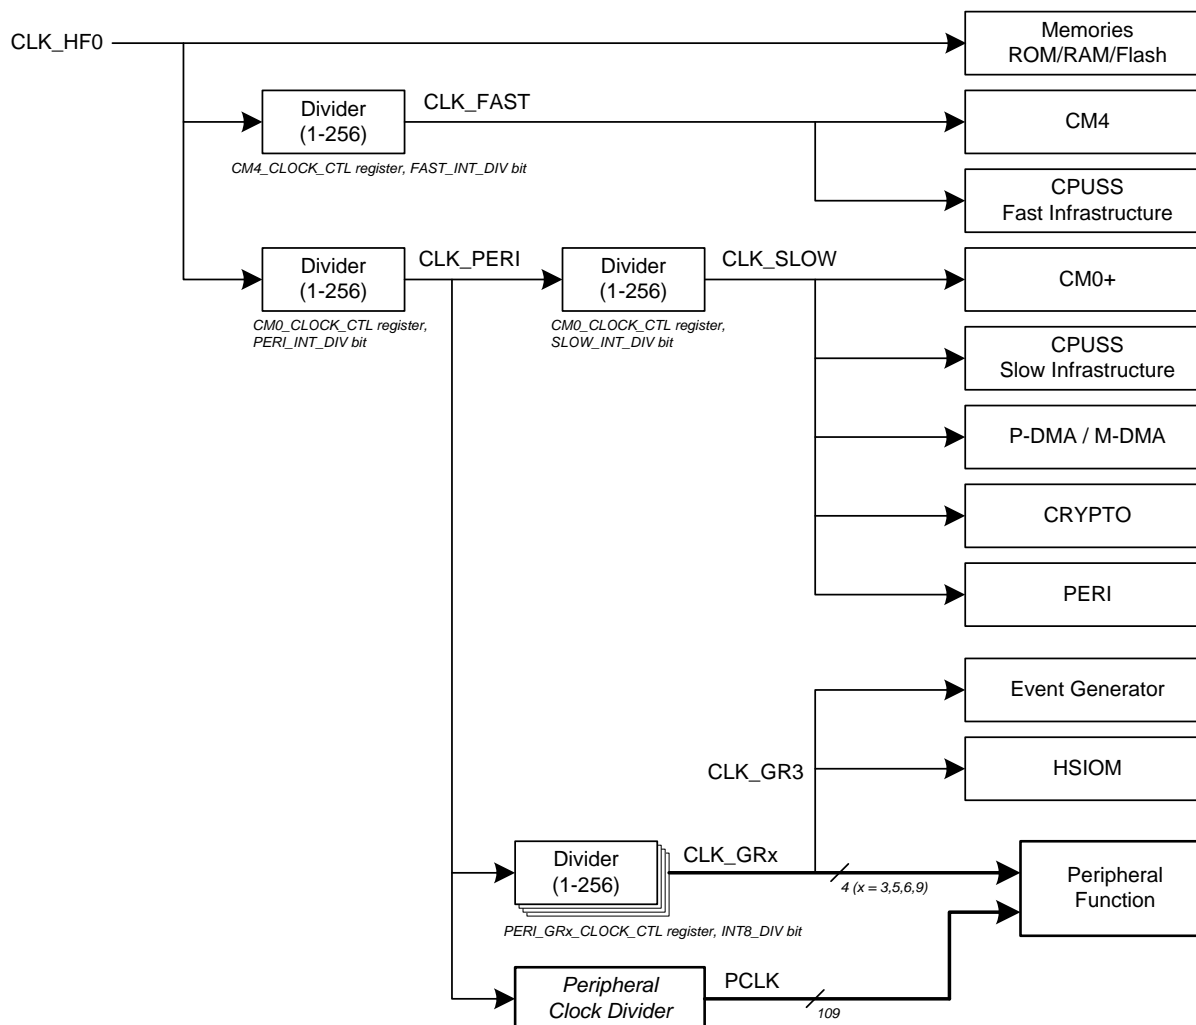 CLK_HF0
Memories
ROM/RAM/Flash
Divider
(1-256)
CLK_FAST
CM4
CM4_CLOCK_CTL register, FAST_INT_DIV bit
CPUSS
Fast Infrastructure
Divider
(1-256)
CLK_PERI
Divider
(1-256)
CLK_SLOW
CM0+
CM0_CLOCK_CTL register,
PERI_INT_DIV bit
CM0_CLOCK_CTL register,
SLOW_INT_DIV bit
CPUSS
Slow Infrastructure
P-DMA / M-DMA
CRYPTO
PERI
Event Generator
CLK_GR3
HSIOM
Divider
(1-256)
CLK_GRx
4 (x = 3,5,6,9)
Peripheral
Function
PERI_GRx_CLOCK_CTL register, INT8_DIV bit
Peripheral
Clock Divider
PCLK
109